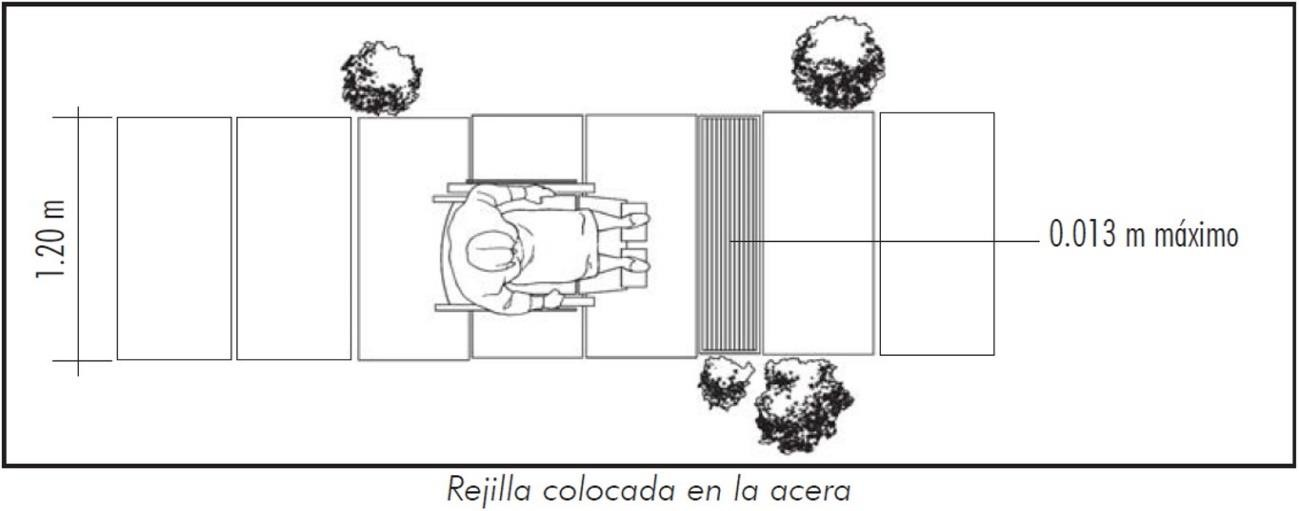 1.20 m
0.013 m máximo
Rejilla colocada en la acera